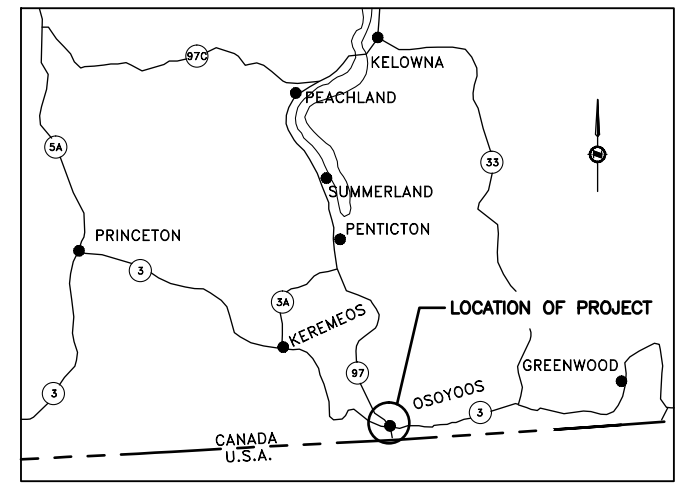 KELOWNA
97C
PEACHLAND
5A
33
SUMMERLAND
PENTICTON
PRINCETON
3
3A
LOCATION OF PROJECT
KEREMEOS
GREENWOOD
97
3
OSOYOOS
3
CANADA
U.S.A.